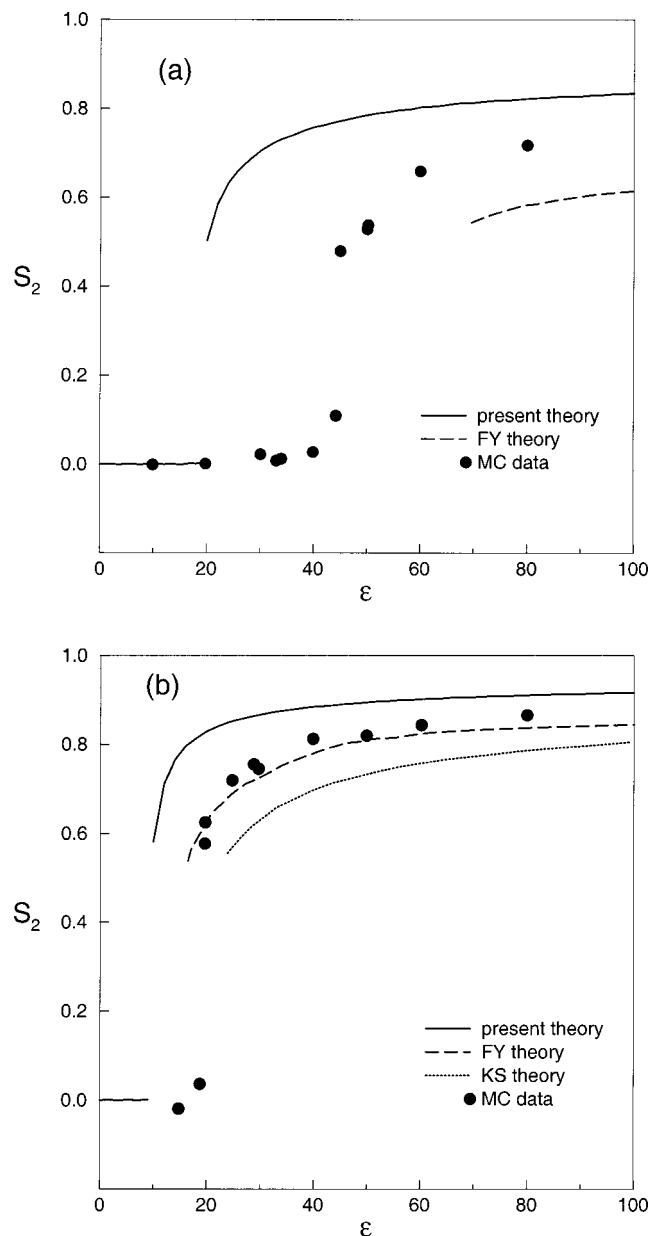 1.0
(a)
0.8
0.6
S2
0.4
0.2
present theory
FY theory
0.0
MC data
0 20 40 60 80 100
ε
1.0
(b)
0.8
0.6
S2
0.4
0.2
present theory
FY theory
KS theory
0.0
MC data
0 20 40 60 80 100
ε